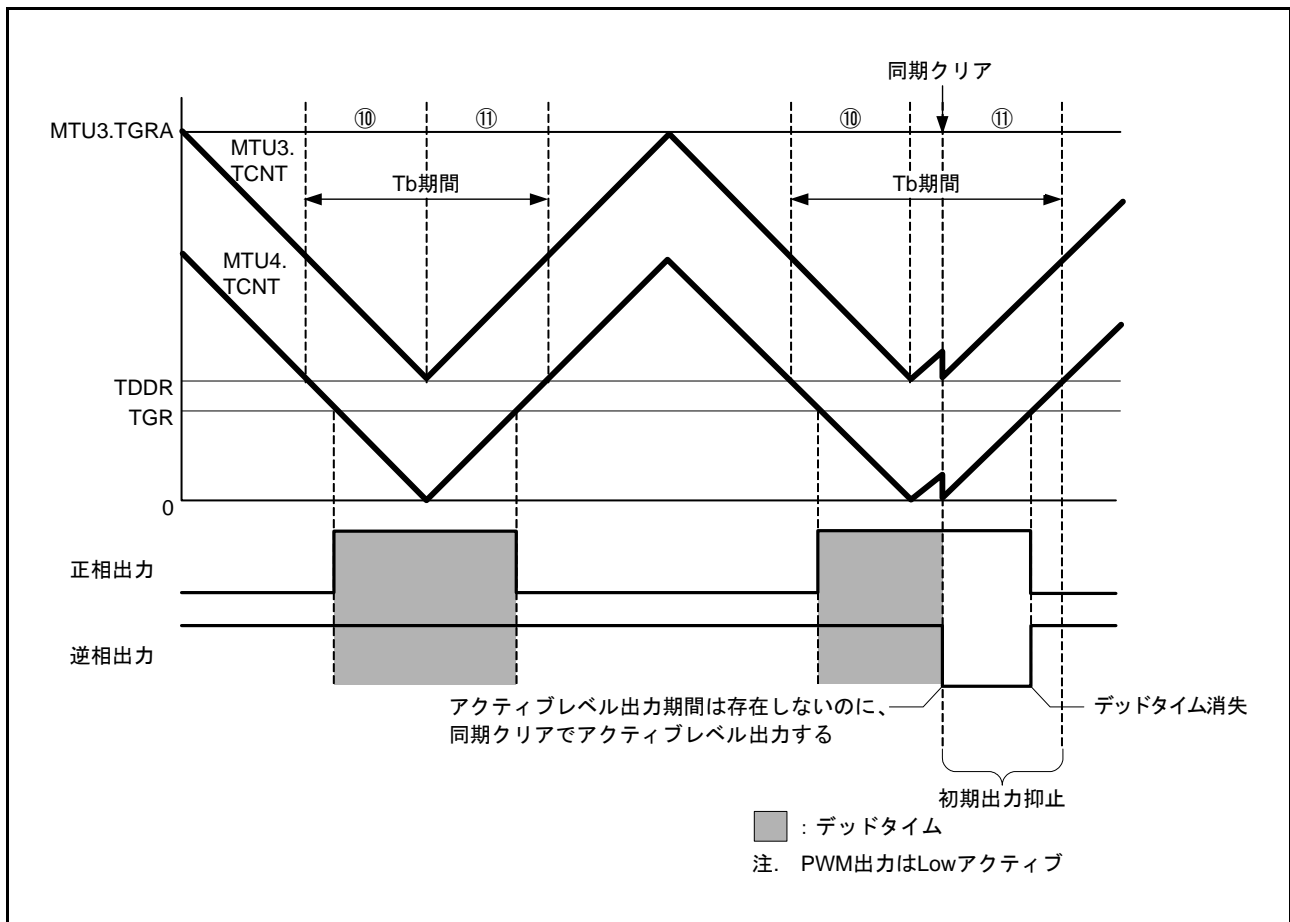 同期クリア
⑩
⑪
⑩
⑪
MTU3.TGRA
MTU3.
TCNT
Tb期間
Tb期間
MTU4.
TCNT
TDDR
TGR
0
正相出力
逆相出力
アクティブレベル出力期間は存在しないのに、
同期クリアでアクティブレベル出力する
デッドタイム消失
初期出力抑止
：デッドタイム
注. PWM出力はLowアクティブ